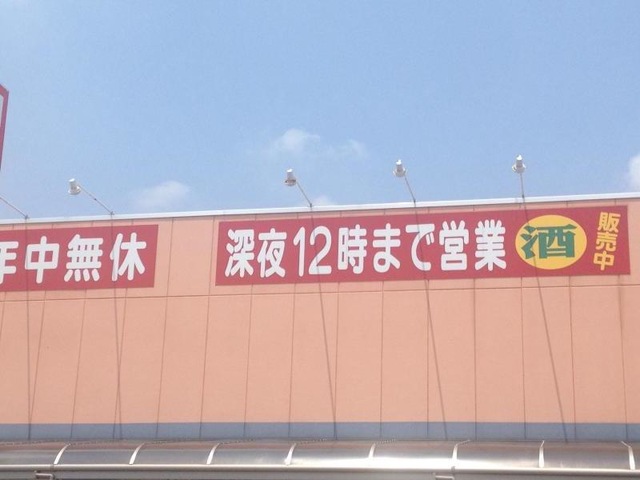 年中無休
深夜12時まで営業
酒
販売中